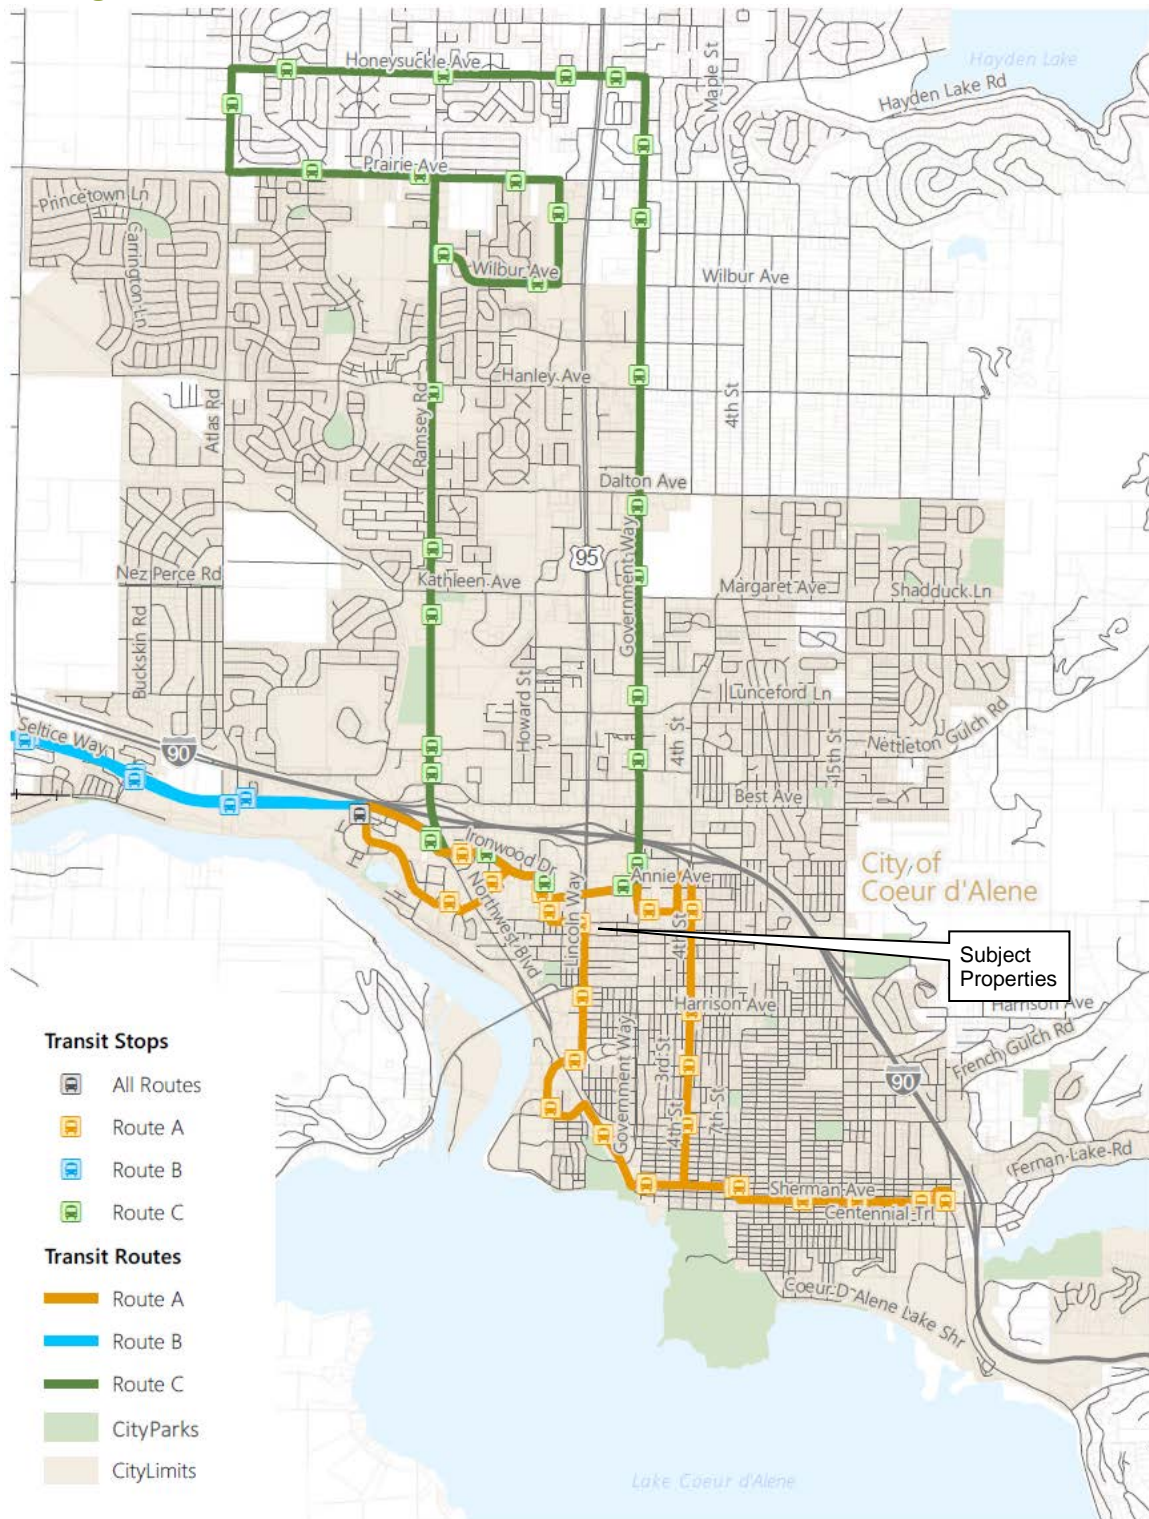 Honeysuckle Ave
Maple St
Hayden Lake
Hayden Lake Rd
Prairie Ave
Princetown Ln
Carrington Ln
Wilbur Ave
Wilbur Ave
Hanley Ave
4th St
Atlas Rd
Ramsey Rd
Dalton Ave
95
Government Way
Nez Perce Rd
Kathleen Ave
Margaret Ave
Shadduck Ln
Buckskin Rd
Howard St
Lunceford Ln
Nettleton Gulch Rd
Seltice Way
90
4th St
15th St
Best Ave
Ironwood Dr
Annie Ave
City of
Coeur d'Alene
Northwest Blvd
Lincoln Way
4th St
Subject
Properties
Harrison Ave
Harrison Ave
French Gulch Rd
Government Way
3rd St
90
4th St
7th St
Fernan Lake Rd
Sherman Ave
Centennial Trl
Coeur D'Alene Lake Shr
Transit Stops
All Routes
Route A
Route B
Route C
Transit Routes
Route A
Route B
Route C
CityParks
CityLimits
Lake Coeur d'Alene